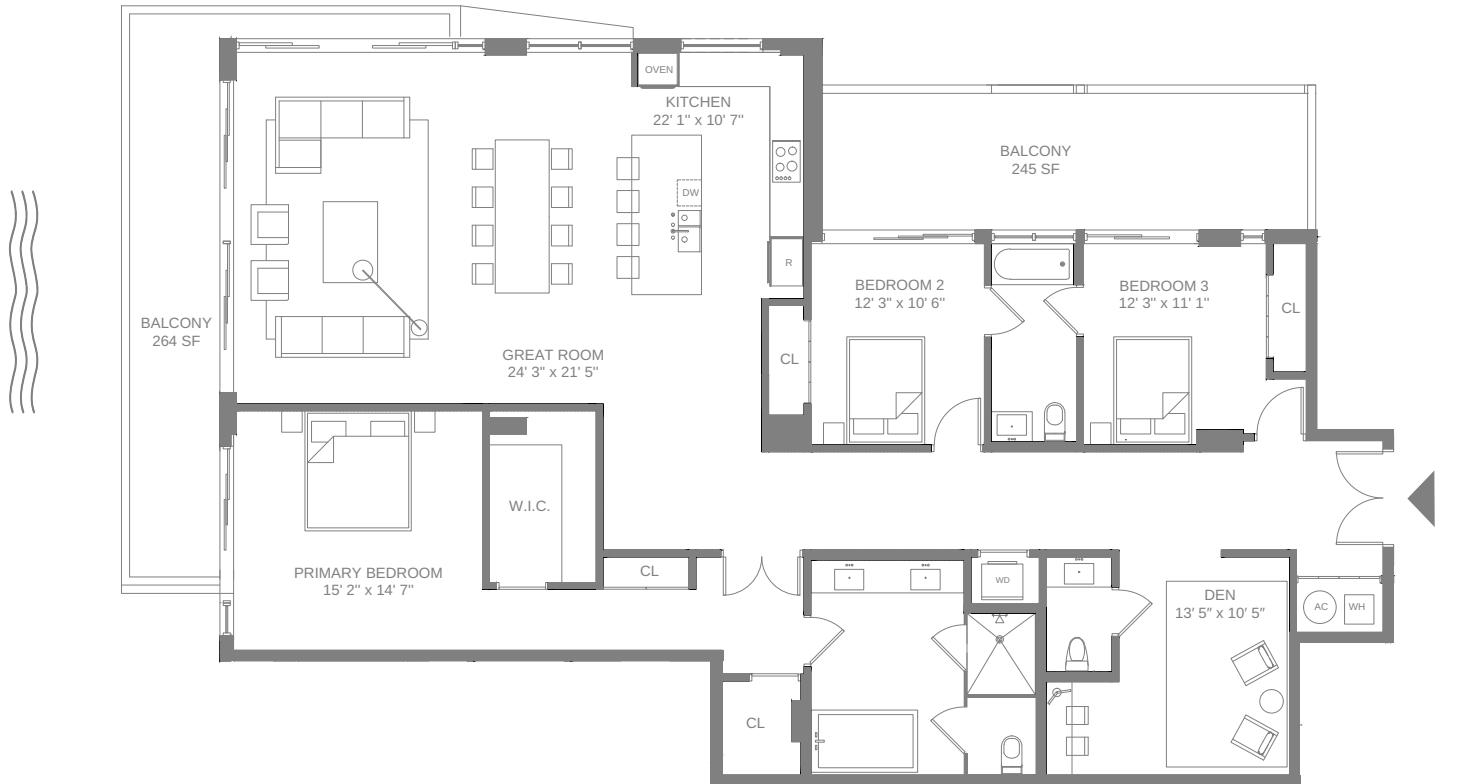 OVEN
KITCHEN
22' 1" x 10' 7"
BALCONY
245 SF
DW
R
BEDROOM 2
12' 3" x 10' 6"
BEDROOM 3
12' 3" x 11' 1"
CL
BALCONY
264 SF
GREAT ROOM
24' 3" x 21' 5"
CL
W.I.C.
PRIMARY BEDROOM
15' 2" x 14' 7"
CL
WD
DEN
13' 5" x 10' 5"
AC
WH
CL